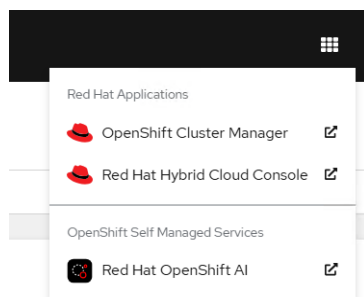 Red Hat Applications
OpenShift Cluster Manager
Red Hat Hybrid Cloud Console
OpenShift Self Managed Services
Red Hat OpenShift AI